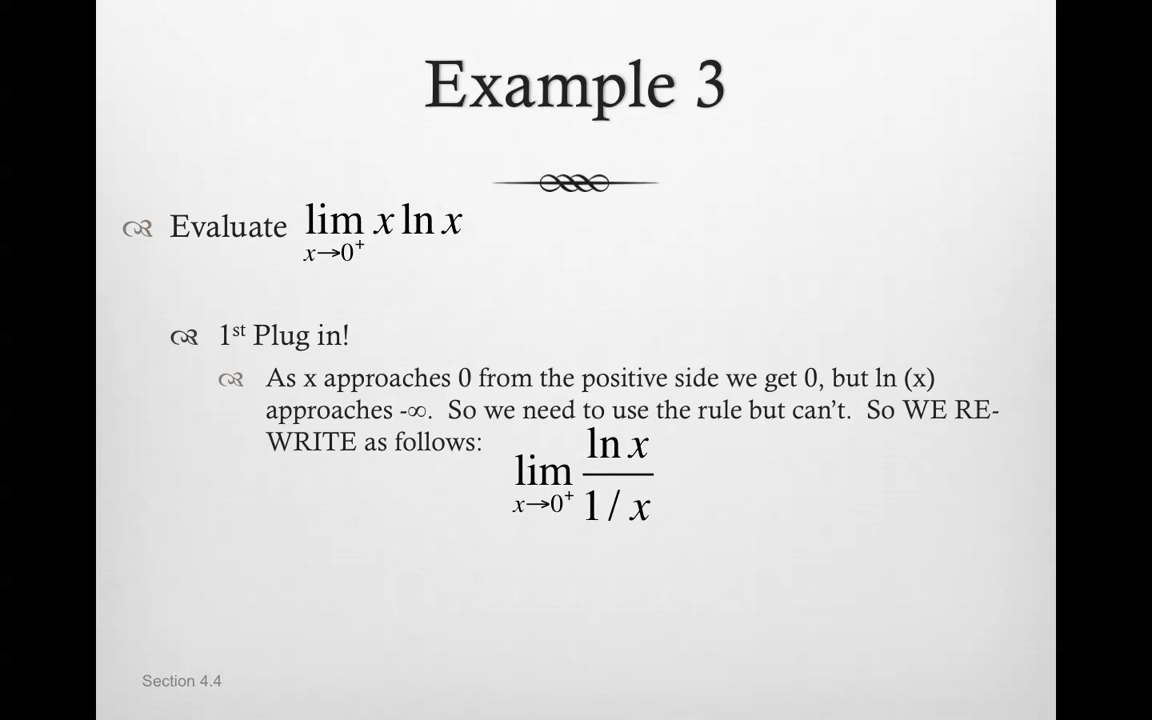 Example 3
Evaluate lim x→0⁺ x ln x
1st Plug in!
As x approaches 0 from the positive side we get 0, but ln (x)
approaches -∞. So we need to use the rule but can't. So WE RE-
WRITE as follows:
lim x→0⁺ ln x / 1 / x
Section 4.4